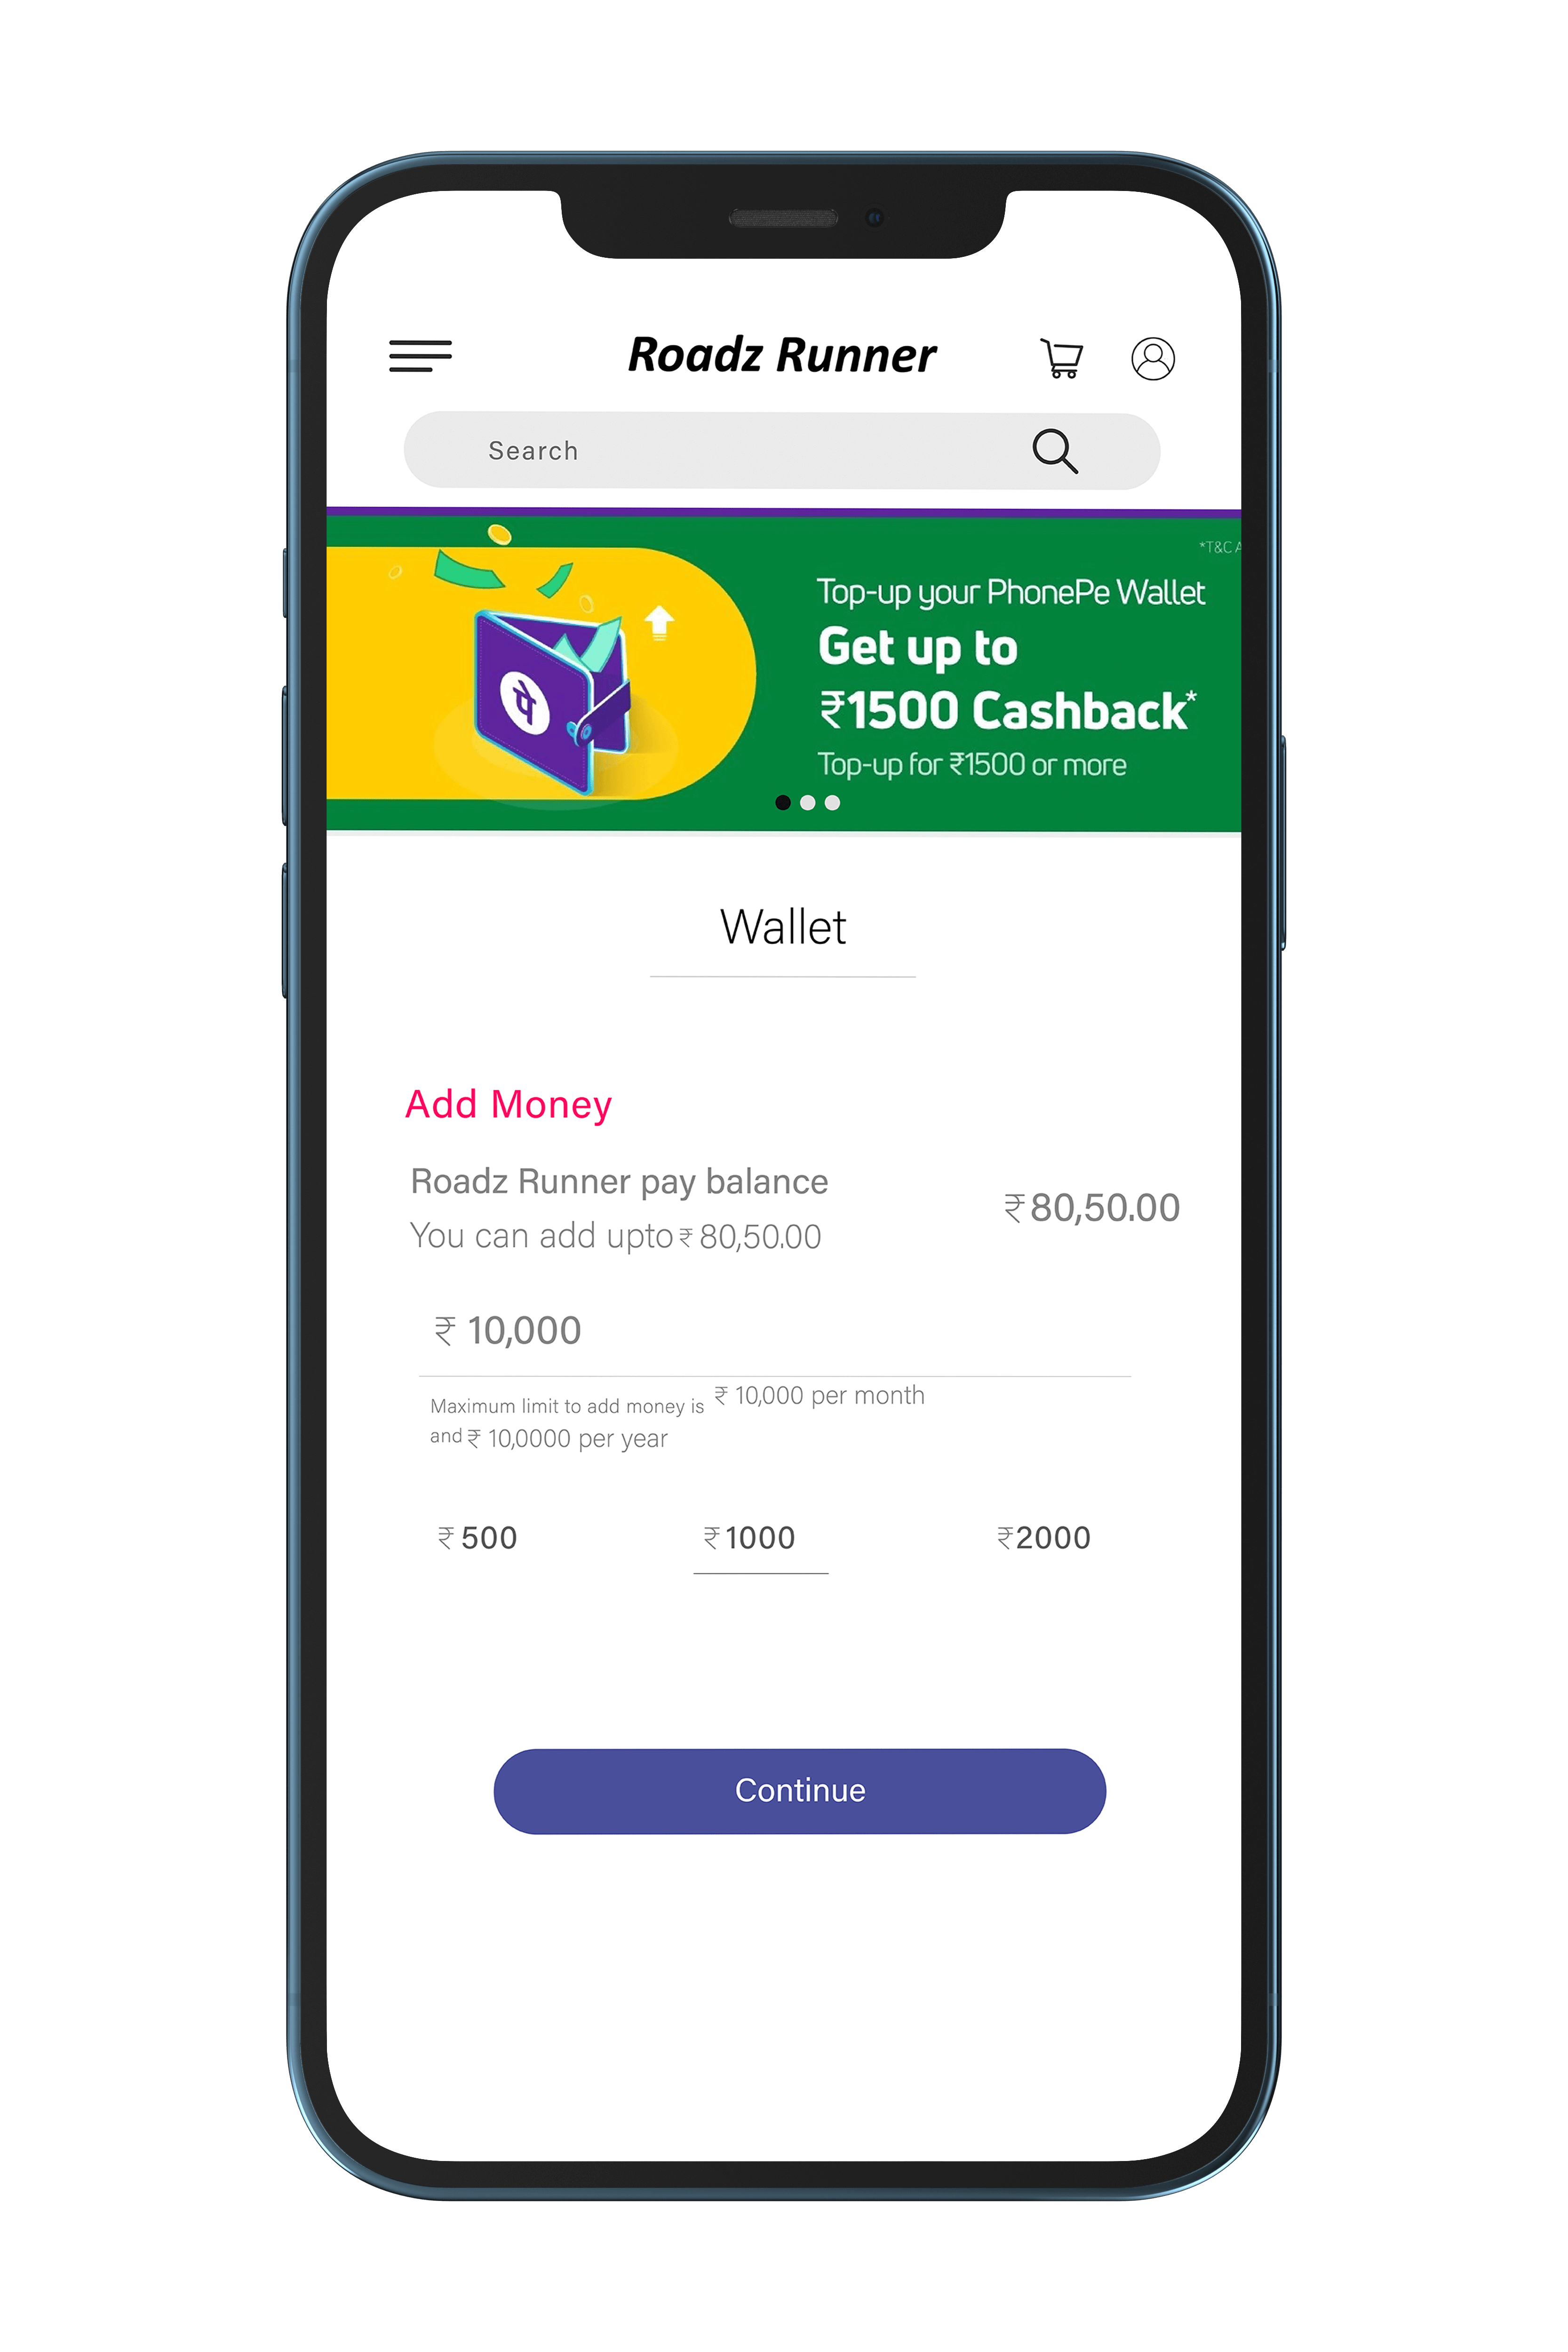 Roadz Runner
Search
*T&C A
Top-up your PhonePe Wallet
Get up to
₹1500 Cashback*
Top-up for ₹1500 or more
पे
Wallet
Add Money
Roadz Runner pay balance
₹80,50.00
You can add upto ₹ 80,50.00
₹ 10,000
Maximum limit to add money is ₹ 10,000 per month
and ₹ 10,0000 per year
₹ 500 ₹1000 ₹2000
Continue